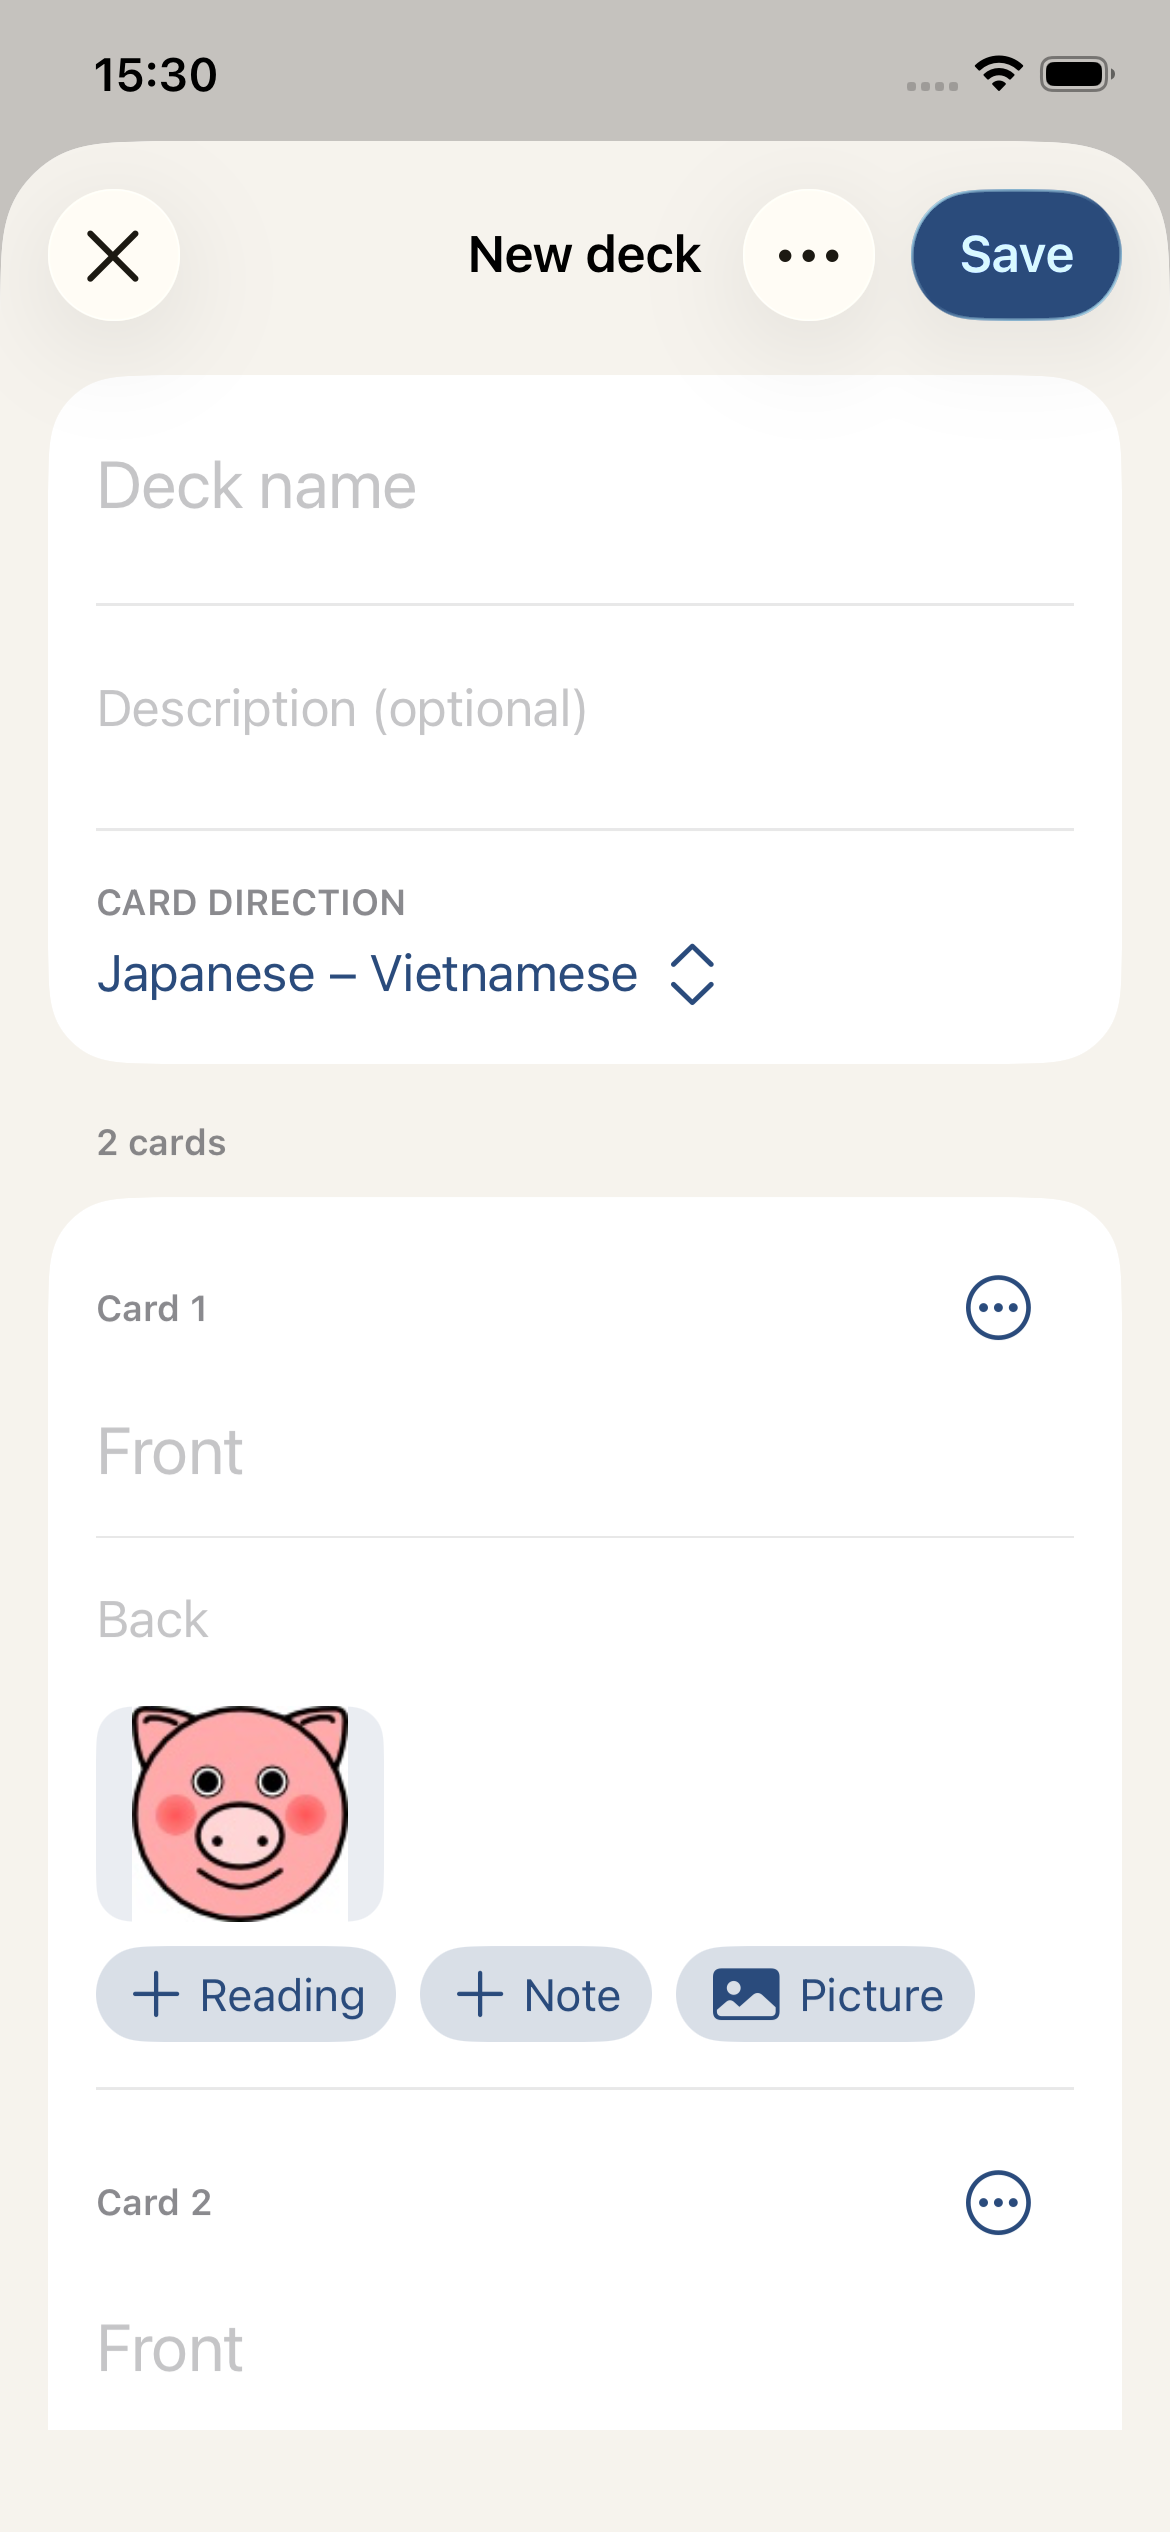 15:30
New deck
Save
Deck name
Description (optional)
CARD DIRECTION
Japanese – Vietnamese
2 cards
Card 1
Front
Back
Reading
Note
Picture
Card 2
Front